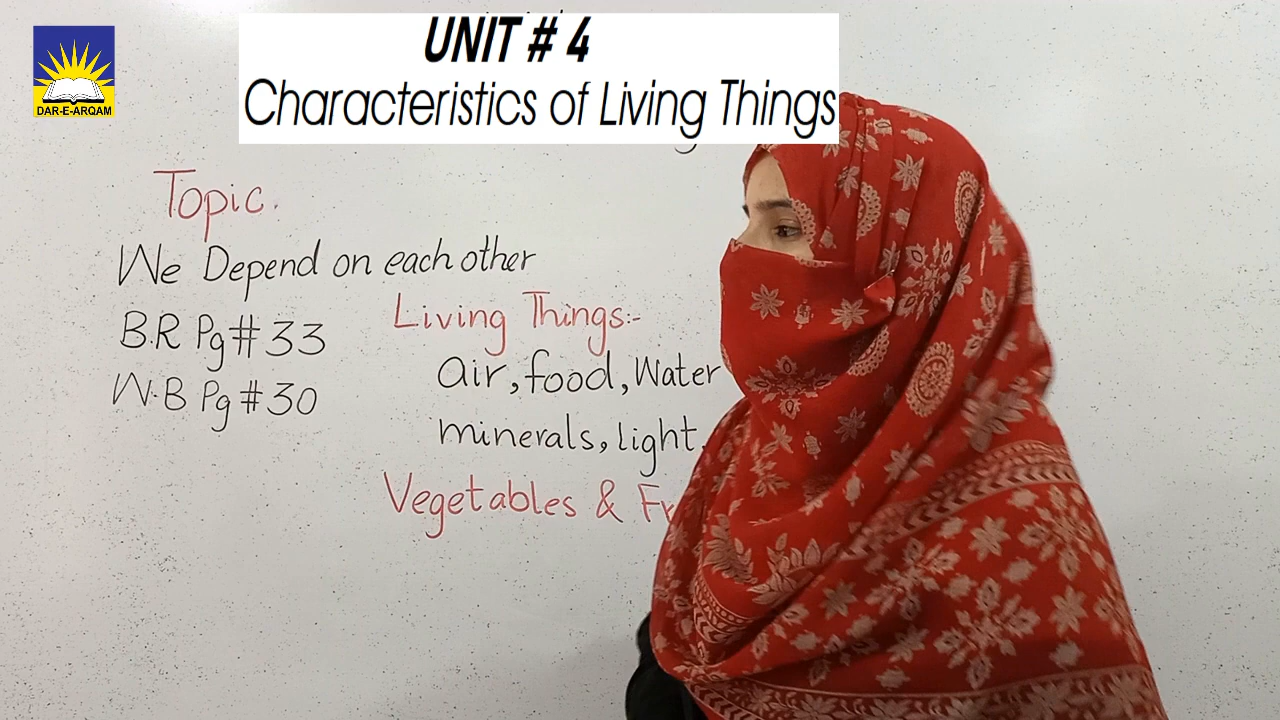 DAR-E-ARQAM
UNIT # 4
Characteristics of Living Things
Topic.
We Depend on each other
B.R Pg # 33
W.B Pg # 30
Living Things:-
air, food, Water
minerals, light.
Vegetables & Fr